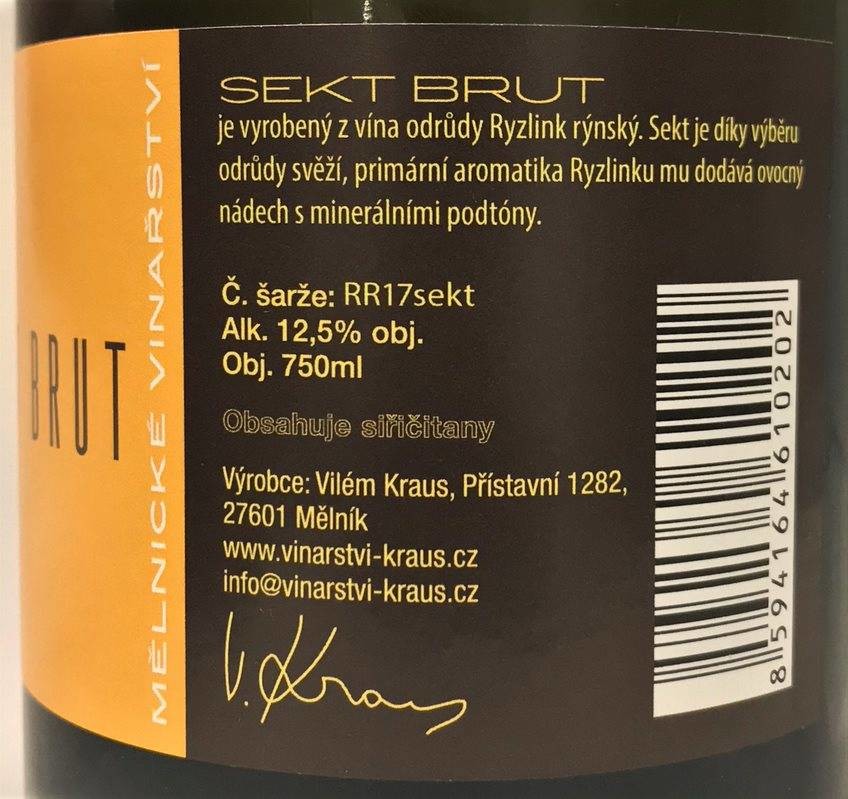 BRUT
MĚLNICKÉ VINAŘSTVÍ
SEKT BRUT
je vyrobený z vína odrůdy Ryzlink rýnský. Sekt je díky výběru
odrůdy svěží, primární aromatika Ryzlinku mu dodává ovocný
nádech s minerálními podtóny.
Č. šarže: RR17sekt
Alk. 12,5% obj.
Obj. 750ml
Obsahuje siřičitany
Výrobce: Vilém Kraus, Přístavní 1282,
27601 Mělník
www.vinarstvi-kraus.cz
info@vinarstvi-kraus.cz
V. Kraus
8594164610202